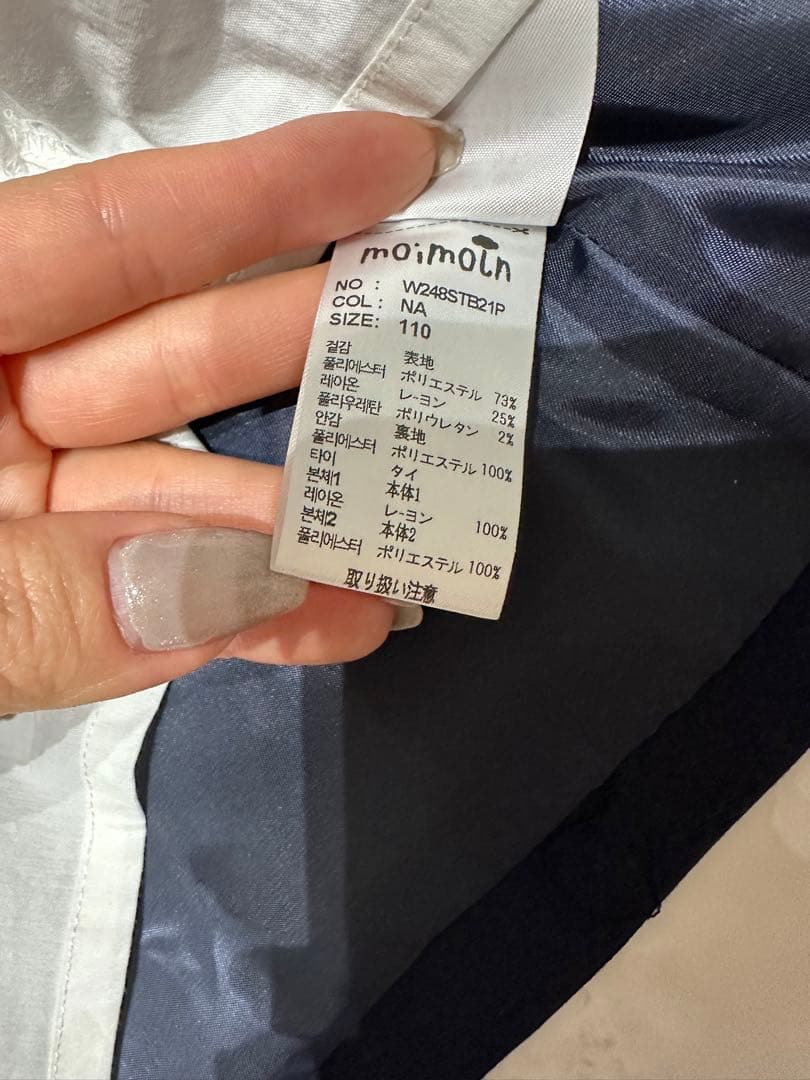 moimoln
NO : W248STB21P
COL : NA
SIZE: 110
겉감 表地
폴리에스터 ポリエステル 73%
레이온 レーヨン 25%
폴리우레탄 ポリウレタン 2%
안감 裏地
폴리에스터 ポリエステル 100%
타이 タイ
본체1 本体1
레이온 レーヨン 100%
본체2 本体2
폴리에스터 ポリエステル 100%
取り扱い注意